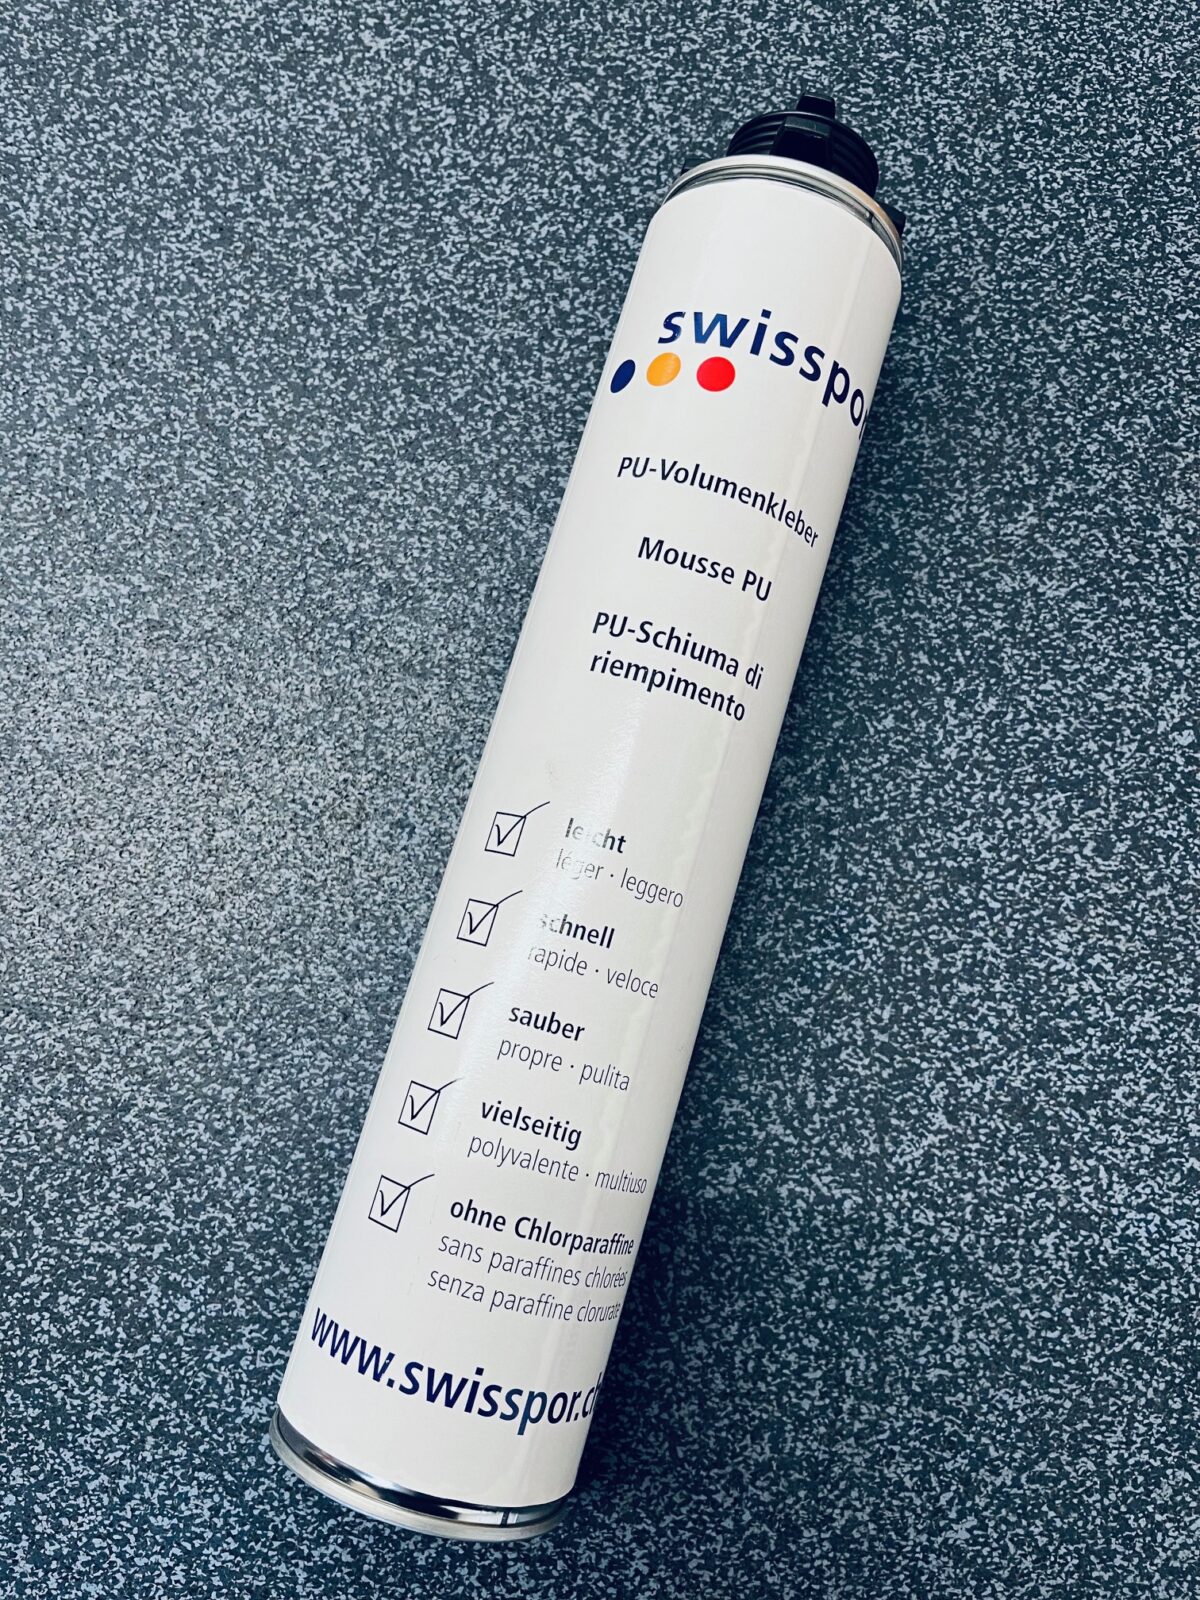 swisspor
PU-Volumenkleber
Mousse PU
PU-Schiuma di
riempimento
leicht
léger · leggero
schnell
rapide · veloce
sauber
propre · pulita
vielseitig
polyvalente · multiuso
ohne Chlorparaffine
sans paraffines chlorées
senza paraffine clorurate
www.swisspor.ch